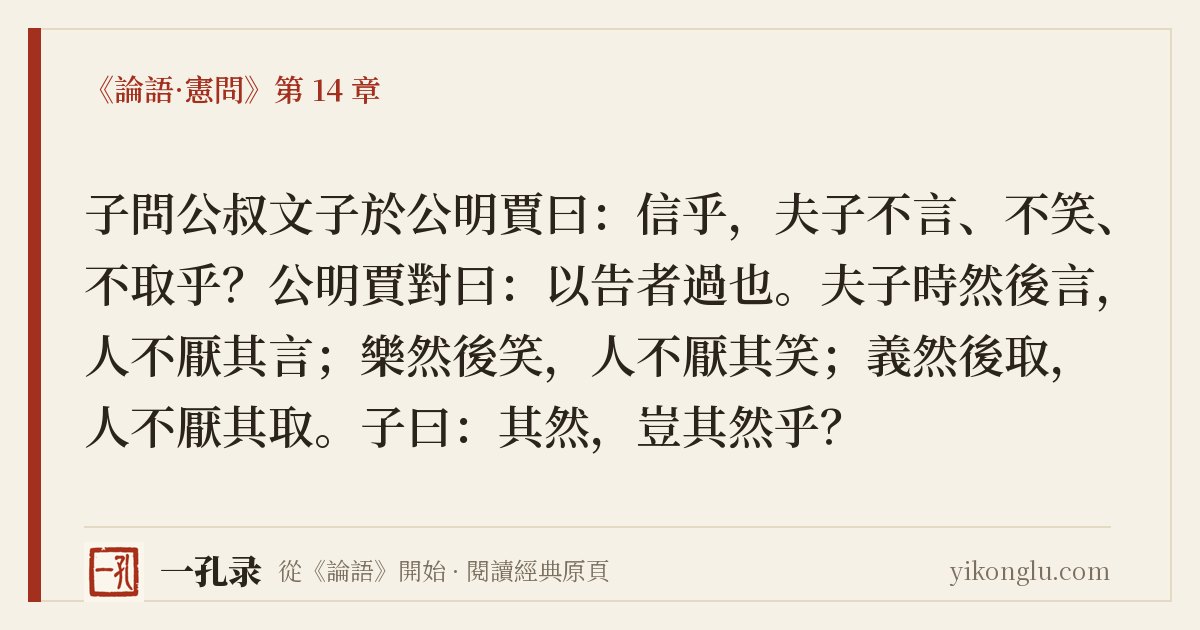 《論語·憲問》第 14 章
子問公叔文子於公明賈曰：信乎，夫子不言、不笑、
不取乎？公明賈對曰：以告者過也。夫子時然後言，
人不厭其言；樂然後笑，人不厭其笑；義然後取，
人不厭其取。子曰：其然，豈其然乎？
一孔
一孔录 從《論語》開始 · 閱讀經典原頁 yikonglu.com